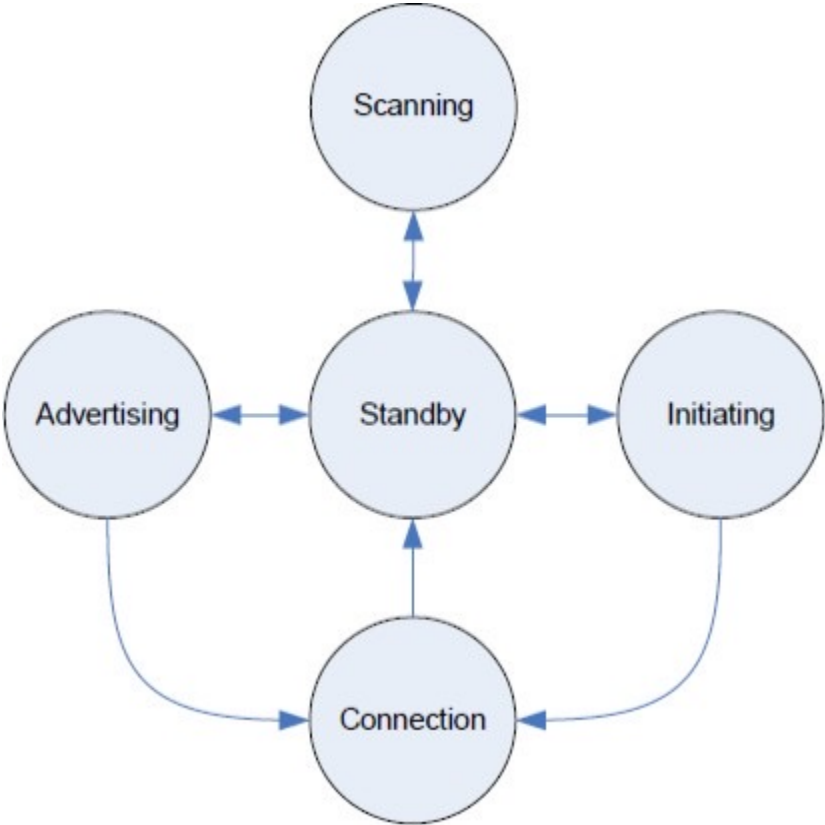 Scanning
Advertising
Standby
Initiating
Connection